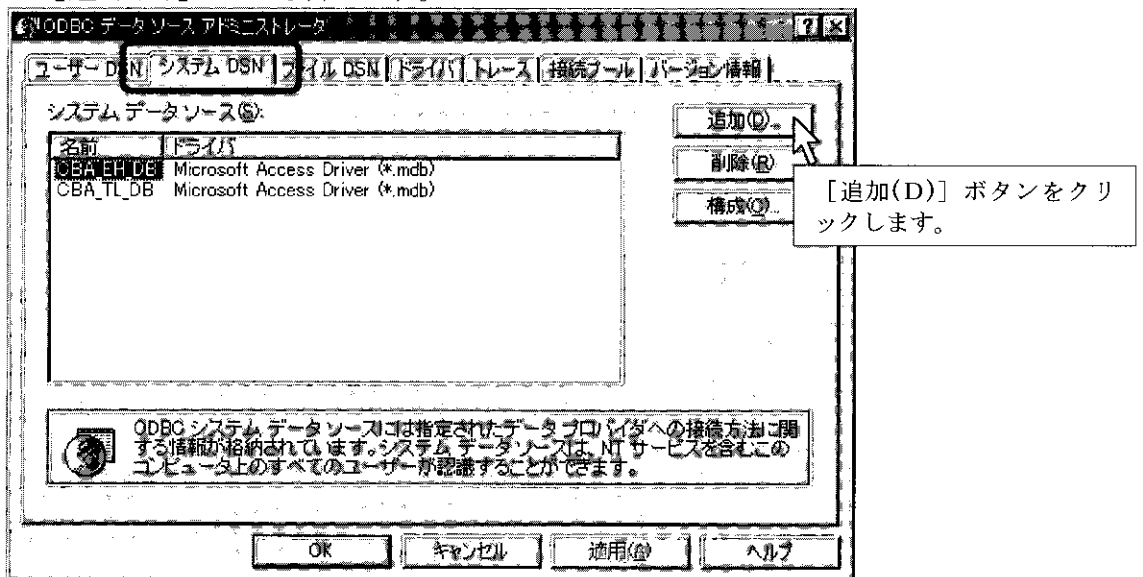 ODBC データ ソース アドミニストレータ
ユーザー DSN システム DSN ファイル DSN ドライバ トレース 接続プール バージョン情報
システム データ ソース(S):
追加(D)...
名前 ドライバ
CBA_EH_DB Microsoft Access Driver (*.mdb)
CBA_TL_DB Microsoft Access Driver (*.mdb)
削除(R)
構成(C)...
[追加(D)] ボタンをクリ
ックします。
ODBC システム データ ソースには指定されたデータ プロバイダへの接続方法に関
する情報が格納されています。システム データ ソースは、NT サービスを含むこの
コンピュータ上のすべてのユーザーが認識することができます。
OK キャンセル 適用(A) ヘルプ